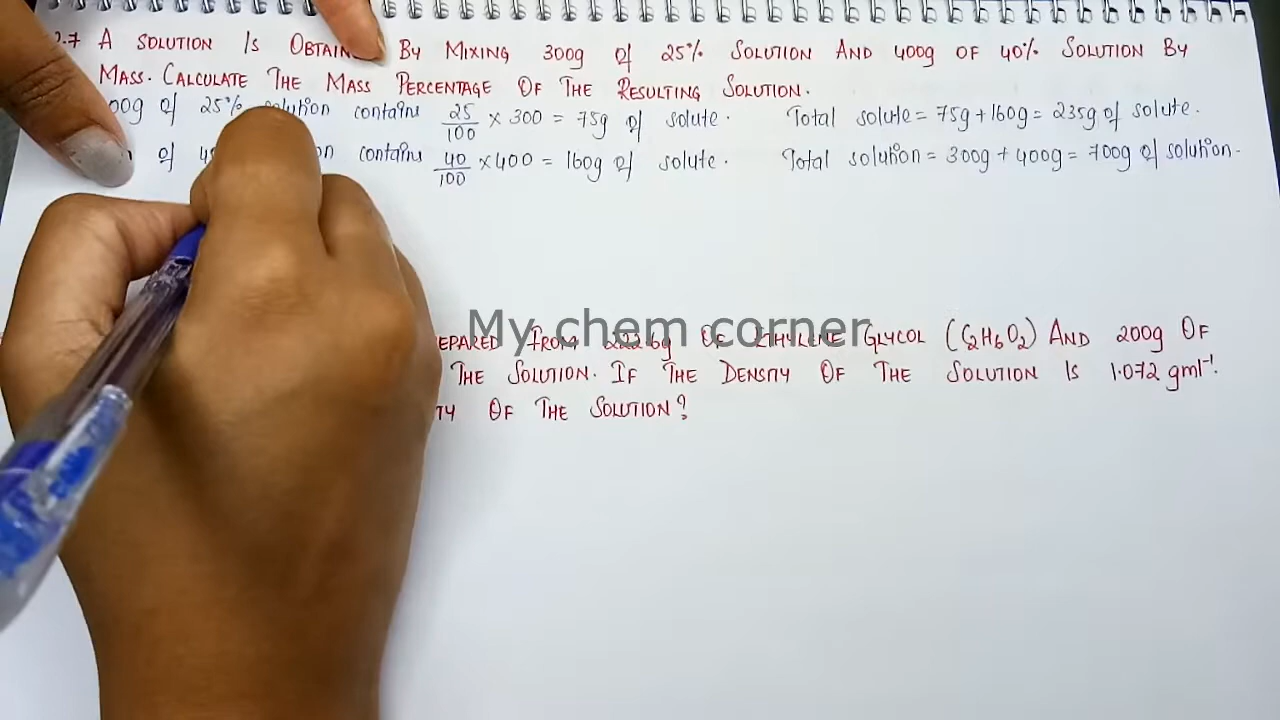 2.7 A SOLUTION IS OBTAIN BY MIXING 300g of 25% SOLUTION AND 400g OF 40% SOLUTION BY
MASS. CALCULATE THE MASS PERCENTAGE OF THE RESULTING SOLUTION.
00g of 25% solution contains 25/100 × 300 = 75g of solute. Total solute = 75g + 160g = 235g of solute.
of contains 40/100 × 400 = 160g of solute. Total solution = 300g + 400g = 700g of solution.
My chem corner
EPARED FROM OF ETHYLENE GLYCOL (C2H6O2) AND 200g OF
THE SOLUTION. IF THE DENSITY OF THE SOLUTION IS 1.072 gml⁻¹.
TY OF THE SOLUTION?